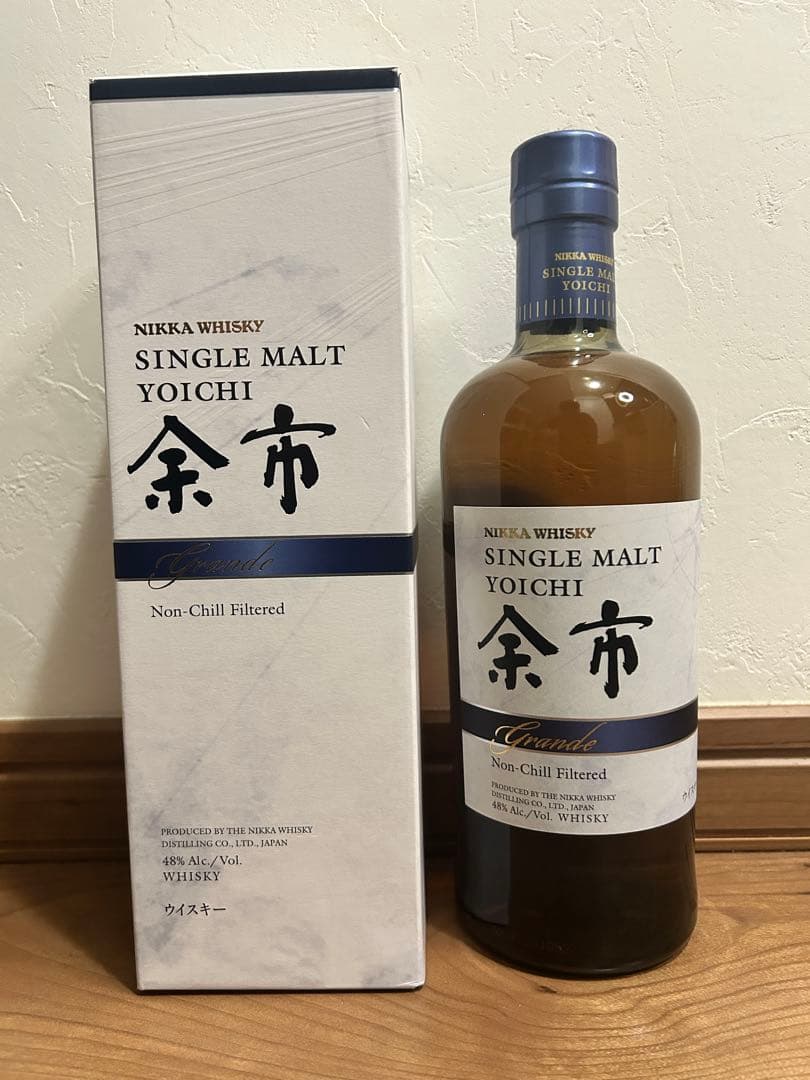 NIKKA WHISKY
SINGLE MALT
YOICHI
余市
Grande
Non-Chill Filtered
PRODUCED BY THE NIKKA WHISKY
DISTILLING CO., LTD., JAPAN
48% Alc./Vol.
WHISKY
ウイスキー
NIKKA WHISKY
SINGLE MALT
YOICHI
NIKKA WHISKY
SINGLE MALT
YOICHI
余市
Grande
Non-Chill Filtered
PRODUCED BY THE NIKKA WHISKY
DISTILLING CO., LTD., JAPAN
48% Alc./Vol. WHISKY